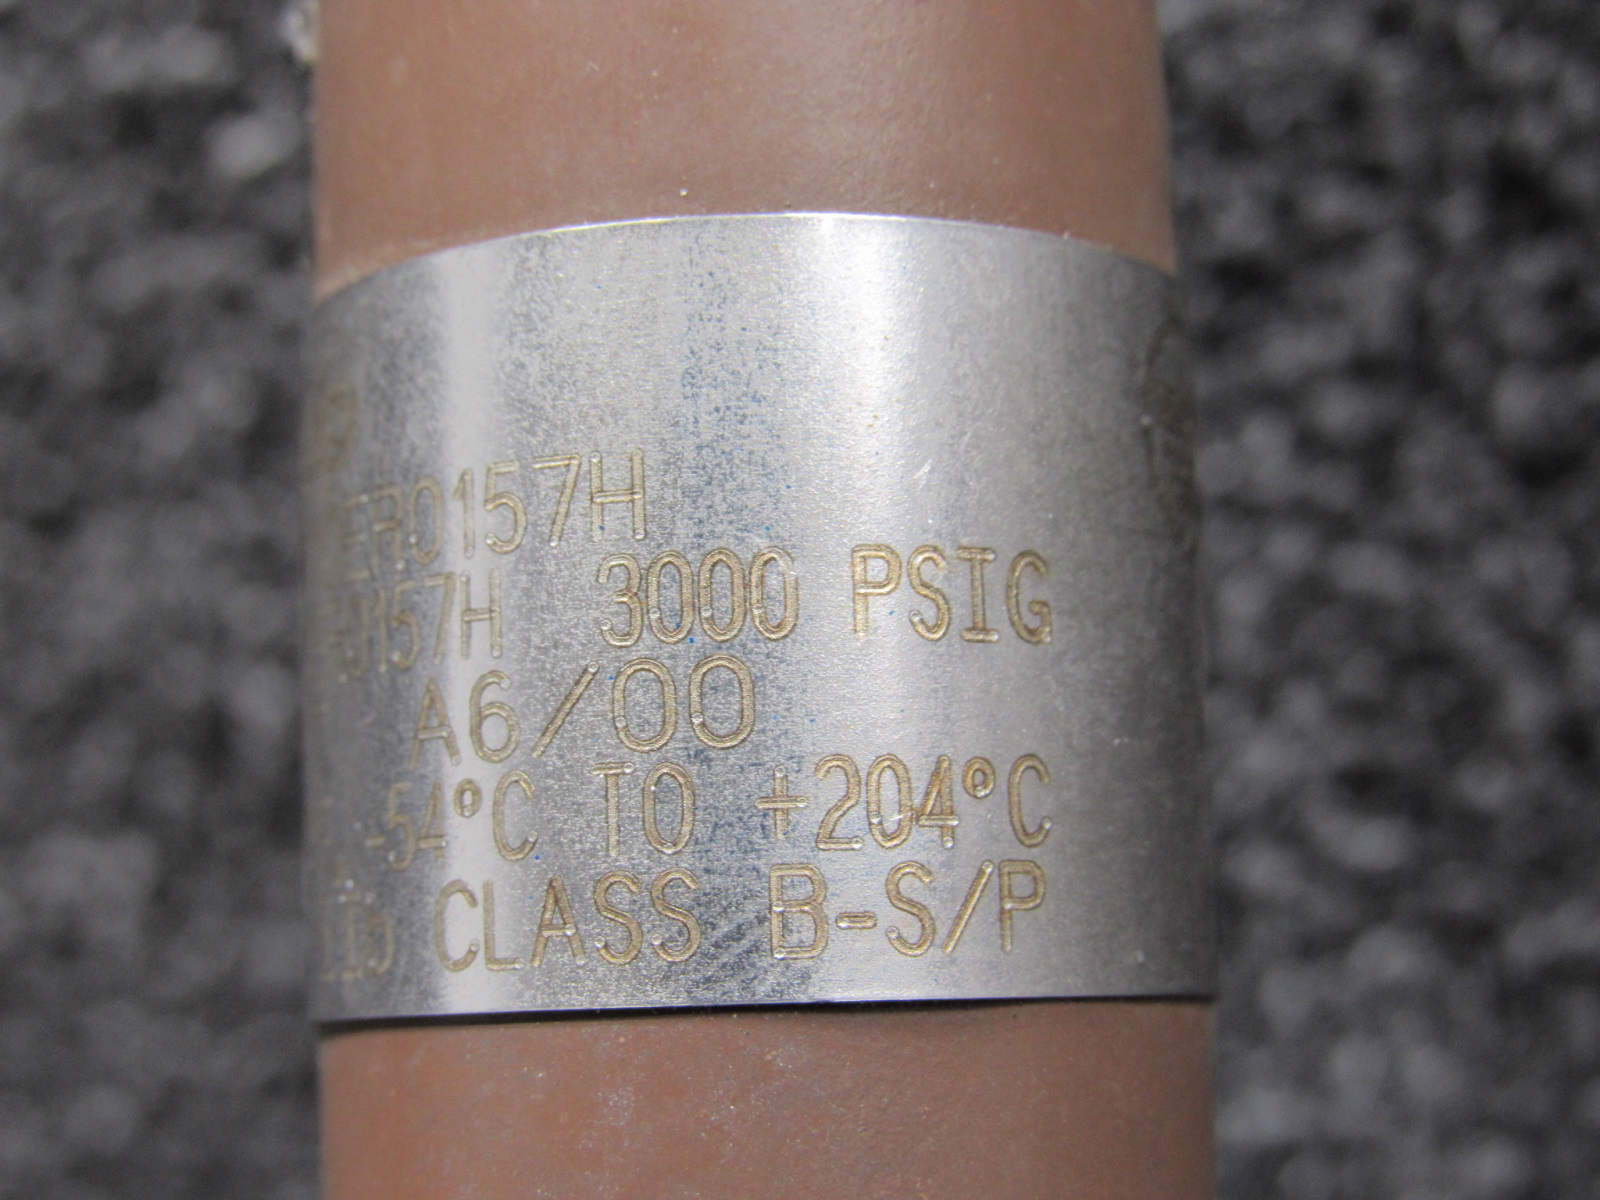 ER0157H
0157H 3000 PSIG
A6/00
-54°C TO +204°C
CLASS B-S/P